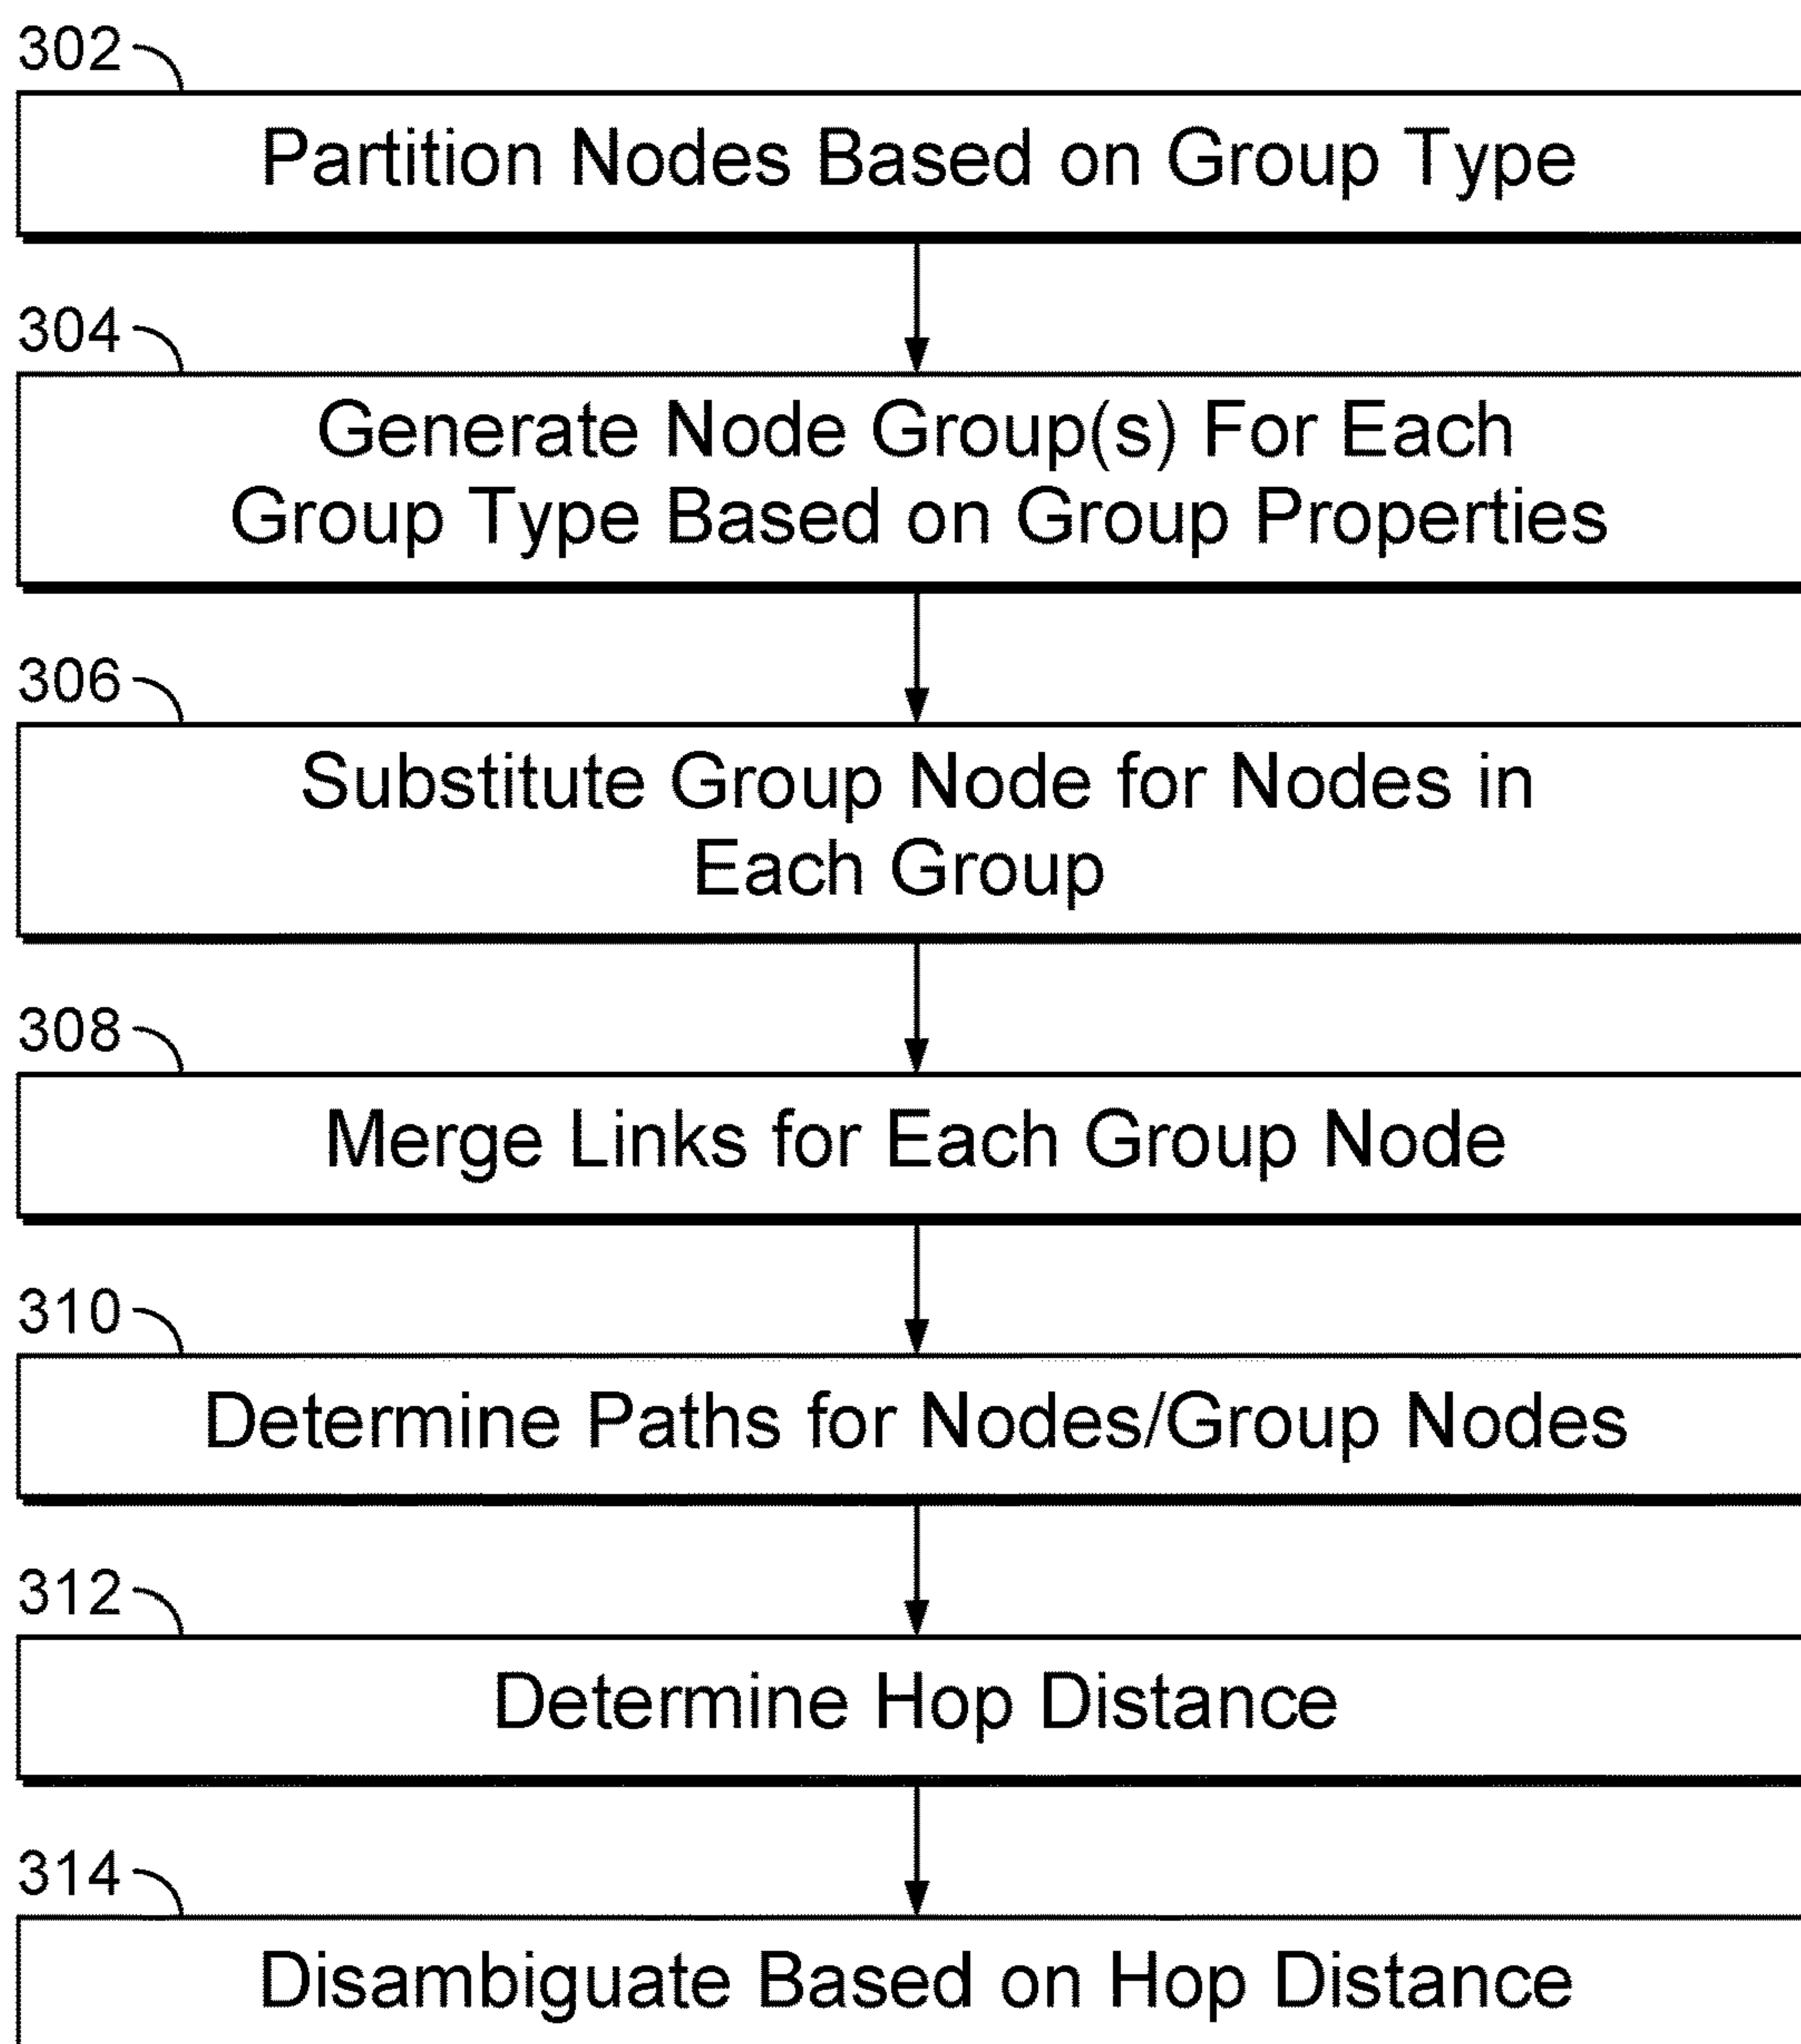 302
Partition Nodes Based on Group Type
304
Generate Node Group(s) For Each
Group Type Based on Group Properties
306
Substitute Group Node for Nodes in
Each Group
308
Merge Links for Each Group Node
310
Determine Paths for Nodes/Group Nodes
312
Determine Hop Distance
314
Disambiguate Based on Hop Distance